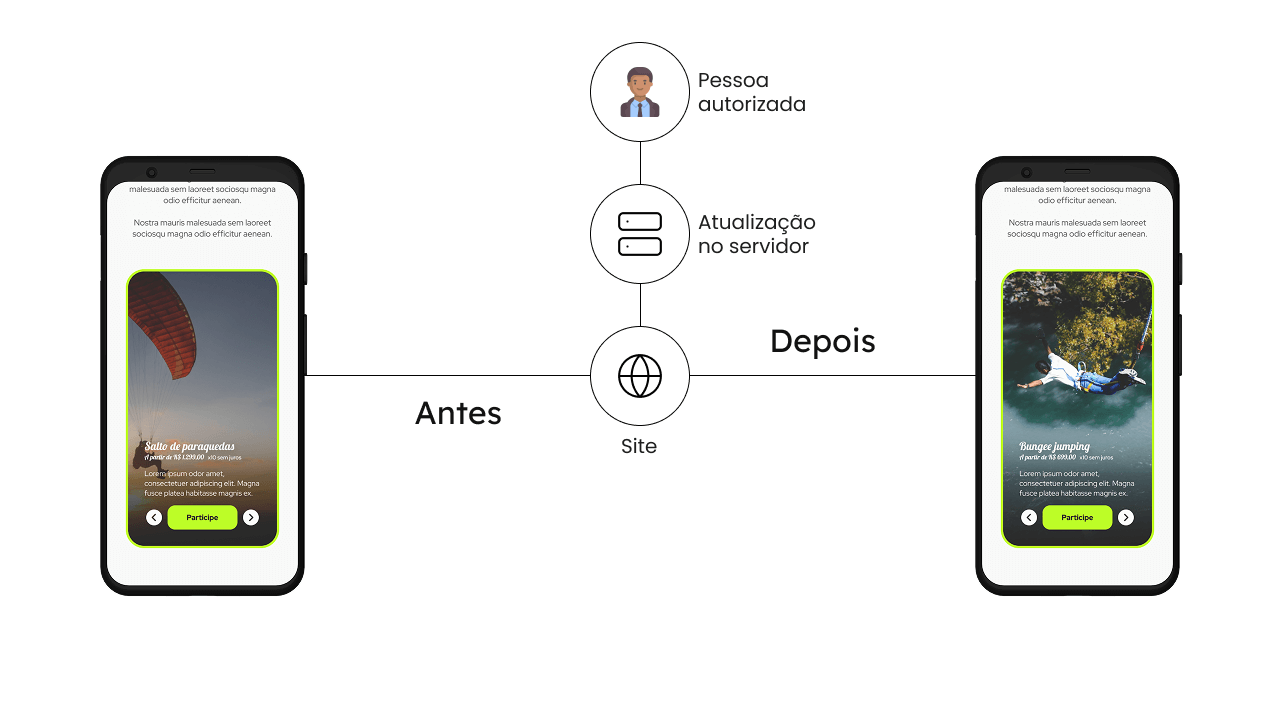 Pessoa
autorizada
Atualização
no servidor
Site
Antes
Depois
malesuada sem laoreet sociosqu magna
odio efficitur aenean.
Nostra mauris malesuada sem laoreet
sociosqu magna odio efficitur aenean.
Salto de paraquedas
A partir de R$ 1.299,00 x10 sem juros
Lorem ipsum odor amet,
consectetuer adipiscing elit. Magna
fusce platea habitasse magnis ex.
Participe
malesuada sem laoreet sociosqu magna
odio efficitur aenean.
Nostra mauris malesuada sem laoreet
sociosqu magna odio efficitur aenean.
Bungee jumping
A partir de R$ 699,00 x10 sem juros
Lorem ipsum odor amet,
consectetuer adipiscing elit. Magna
fusce platea habitasse magnis ex.
Participe